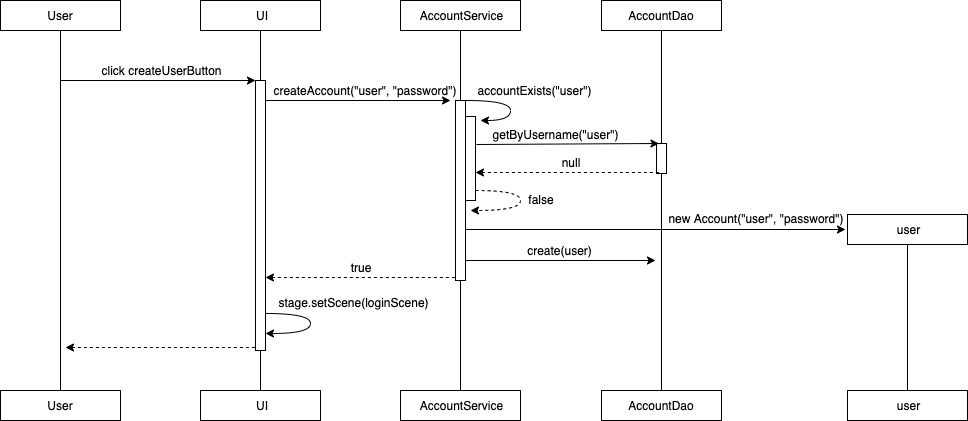 User
UI
AccountService
AccountDao
click createUserButton
createAccount("user", "password")
accountExists("user")
getByUsername("user")
null
false
new Account("user", "password")
user
create(user)
true
stage.setScene(loginScene)
User
UI
AccountService
AccountDao
user